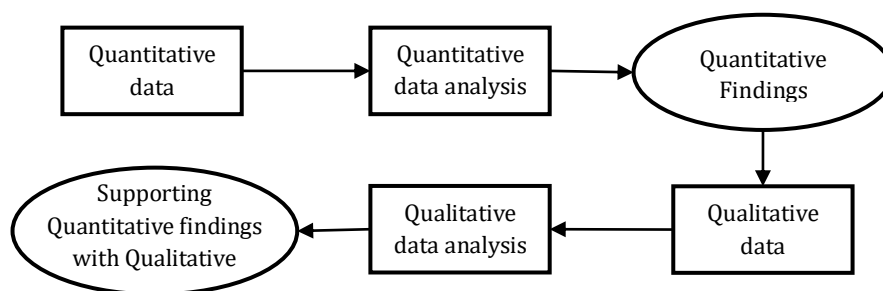 Quantitative
data
Quantitative
data analysis
Quantitative
Findings
Qualitative
data
Qualitative
data analysis
Supporting
Quantitative findings
with Qualitative